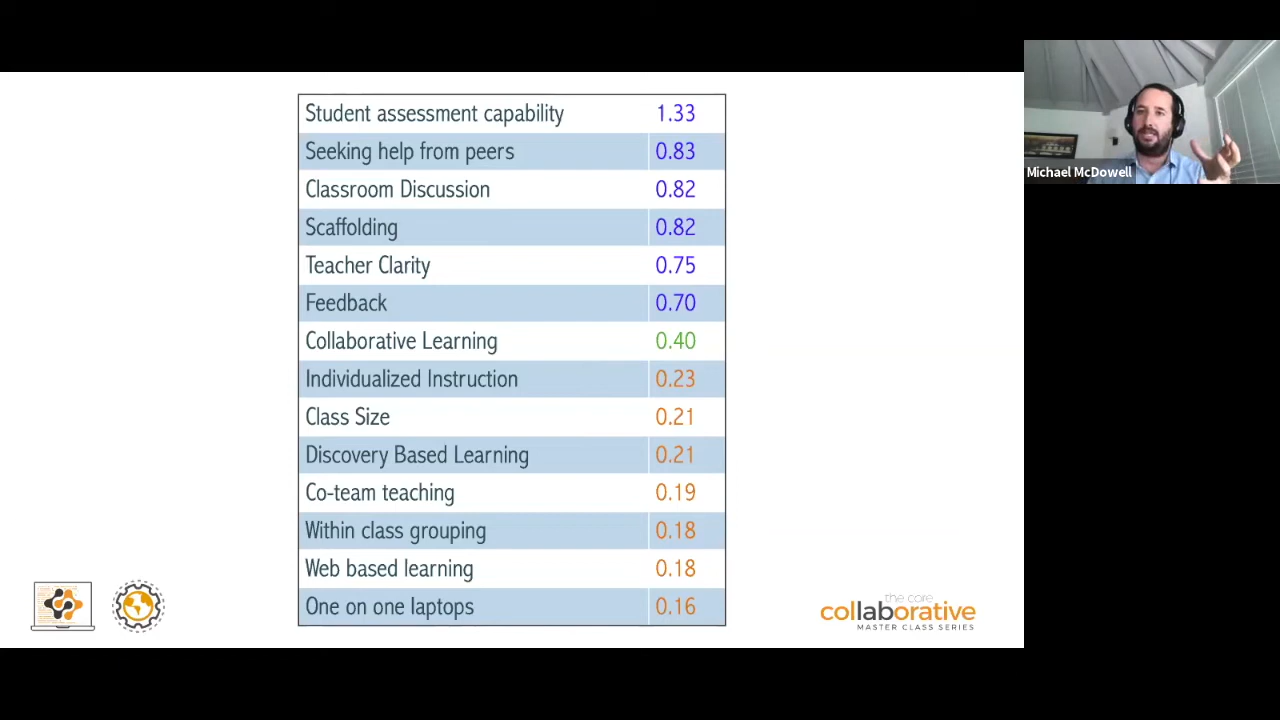 Student assessment capability 1.33
Seeking help from peers 0.83
Classroom Discussion 0.82
Scaffolding 0.82
Teacher Clarity 0.75
Feedback 0.70
Collaborative Learning 0.40
Individualized Instruction 0.23
Class Size 0.21
Discovery Based Learning 0.21
Co-team teaching 0.19
Within class grouping 0.18
Web based learning 0.18
One on one laptops 0.16
the core
collaborative
MASTER CLASS SERIES
Michael McDowell